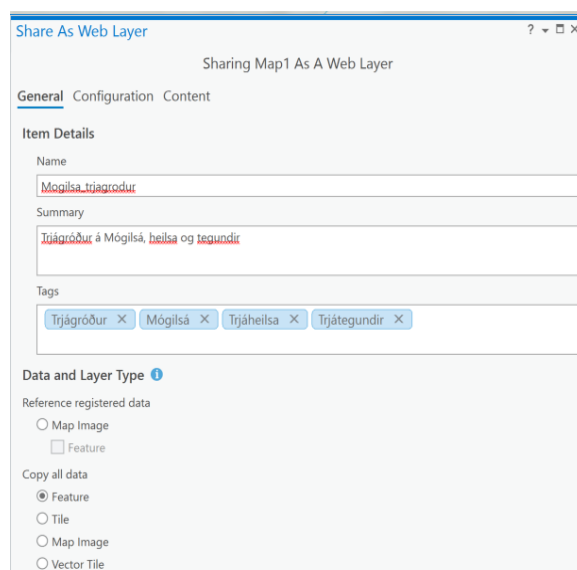 Share As Web Layer
Sharing Map1 As A Web Layer
General Configuration Content
Item Details
Name
Mogilsa_trjagrodur
Summary
Trjágróður á Mógilsá, heilsa og tegundir
Tags
Trjágróður Mógilsá Trjáheilsa Trjátegundir
Data and Layer Type
Reference registered data
Map Image
Feature
Copy all data
Feature
Tile
Map Image
Vector Tile